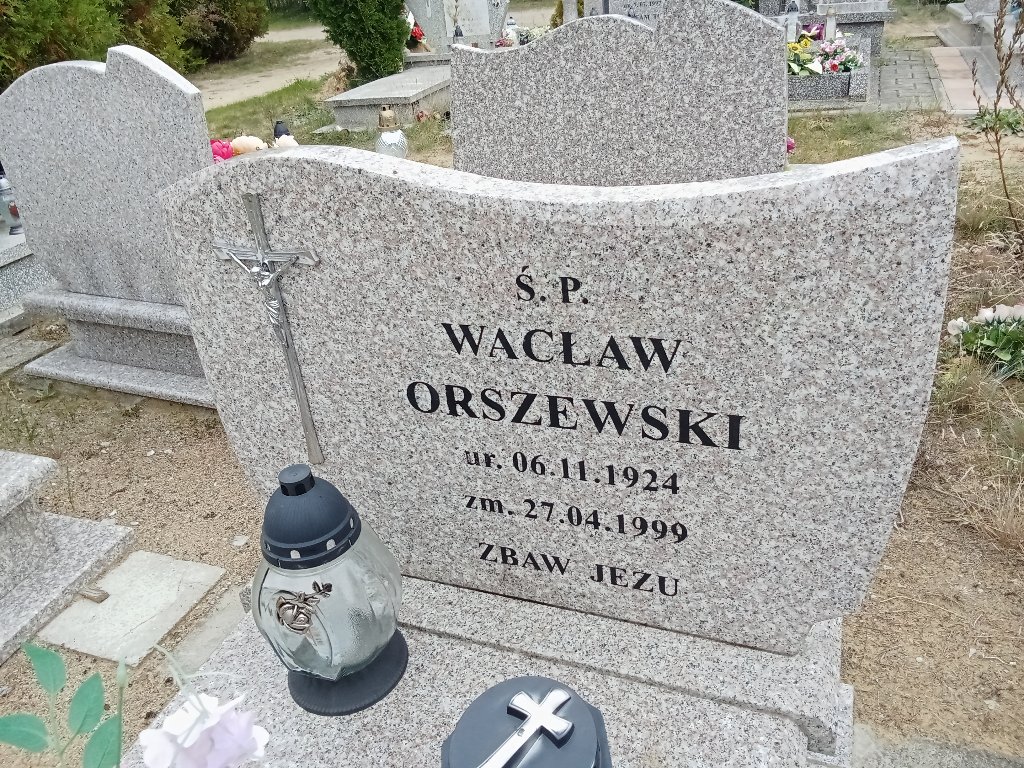 Ś. P.
WACŁAW
ORSZEWSKI
ur. 06.11.1924
zm. 27.04.1999
ZBAW JEZU